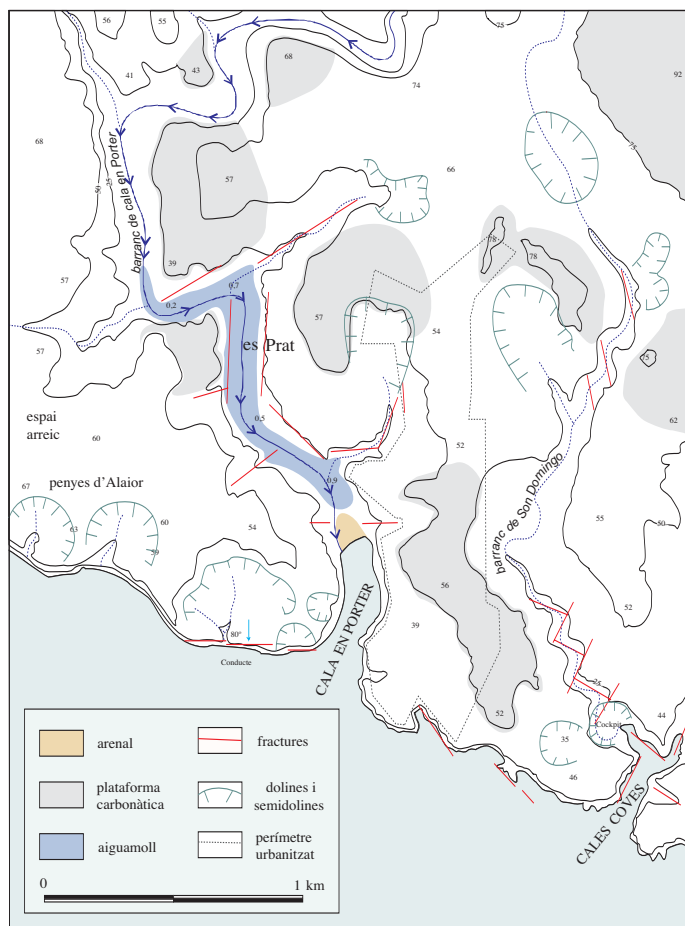 56
55
75
43
68
41
74
92
68
75
50
25
barranc de cala en Porter
57
66
78
78
57
39
0,7
0,2
57
54
57
es Prat
75
espai
arreic
60
0,5
62
52
penyes d'Alaior
67
63
60
59
54
0,9
barranc de Son Domingo
55
50
56
52
39
80º
Conducte
CALA EN PORTER
25
52
Cockpit
44
35
46
CALES COVES
arenal
fractures
plataforma
carbonàtica
dolines i
semidolines
aiguamoll
perímetre
urbanitzat
0
1 km